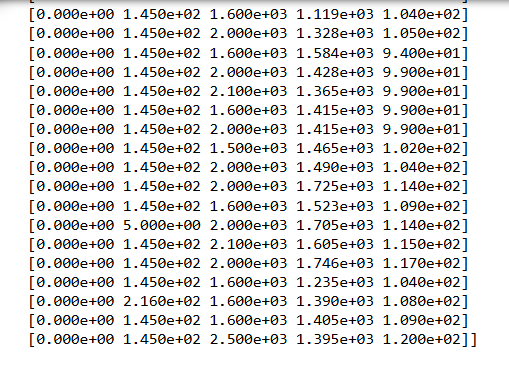 [0.000e+00 1.450e+02 1.600e+03 1.119e+03 1.040e+02]
[0.000e+00 1.450e+02 2.000e+03 1.328e+03 1.050e+02]
[0.000e+00 1.450e+02 1.600e+03 1.584e+03 9.400e+01]
[0.000e+00 1.450e+02 2.000e+03 1.428e+03 9.900e+01]
[0.000e+00 1.450e+02 2.100e+03 1.365e+03 9.900e+01]
[0.000e+00 1.450e+02 1.600e+03 1.415e+03 9.900e+01]
[0.000e+00 1.450e+02 2.000e+03 1.415e+03 9.900e+01]
[0.000e+00 1.450e+02 1.500e+03 1.465e+03 1.020e+02]
[0.000e+00 1.450e+02 2.000e+03 1.490e+03 1.040e+02]
[0.000e+00 1.450e+02 2.000e+03 1.725e+03 1.140e+02]
[0.000e+00 1.450e+02 1.600e+03 1.523e+03 1.090e+02]
[0.000e+00 5.000e+00 2.000e+03 1.705e+03 1.140e+02]
[0.000e+00 1.450e+02 2.100e+03 1.605e+03 1.150e+02]
[0.000e+00 1.450e+02 2.000e+03 1.746e+03 1.170e+02]
[0.000e+00 1.450e+02 1.600e+03 1.235e+03 1.040e+02]
[0.000e+00 2.160e+02 1.600e+03 1.390e+03 1.080e+02]
[0.000e+00 1.450e+02 1.600e+03 1.405e+03 1.090e+02]
[0.000e+00 1.450e+02 2.500e+03 1.395e+03 1.200e+02]]